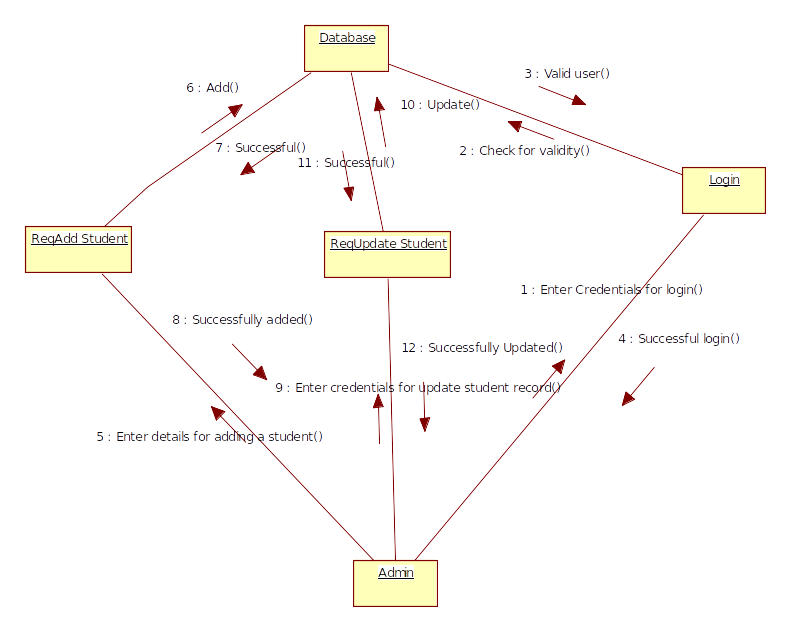 Database
3 : Valid user()
6 : Add()
10 : Update()
7 : Successful()
2 : Check for validity()
11 : Successful()
Login
ReqAdd Student
ReqUpdate Student
1 : Enter Credentials for login()
8 : Successfully added()
4 : Successful login()
12 : Successfully Updated()
9 : Enter credentials for update student record()
5 : Enter details for adding a student()
Admin